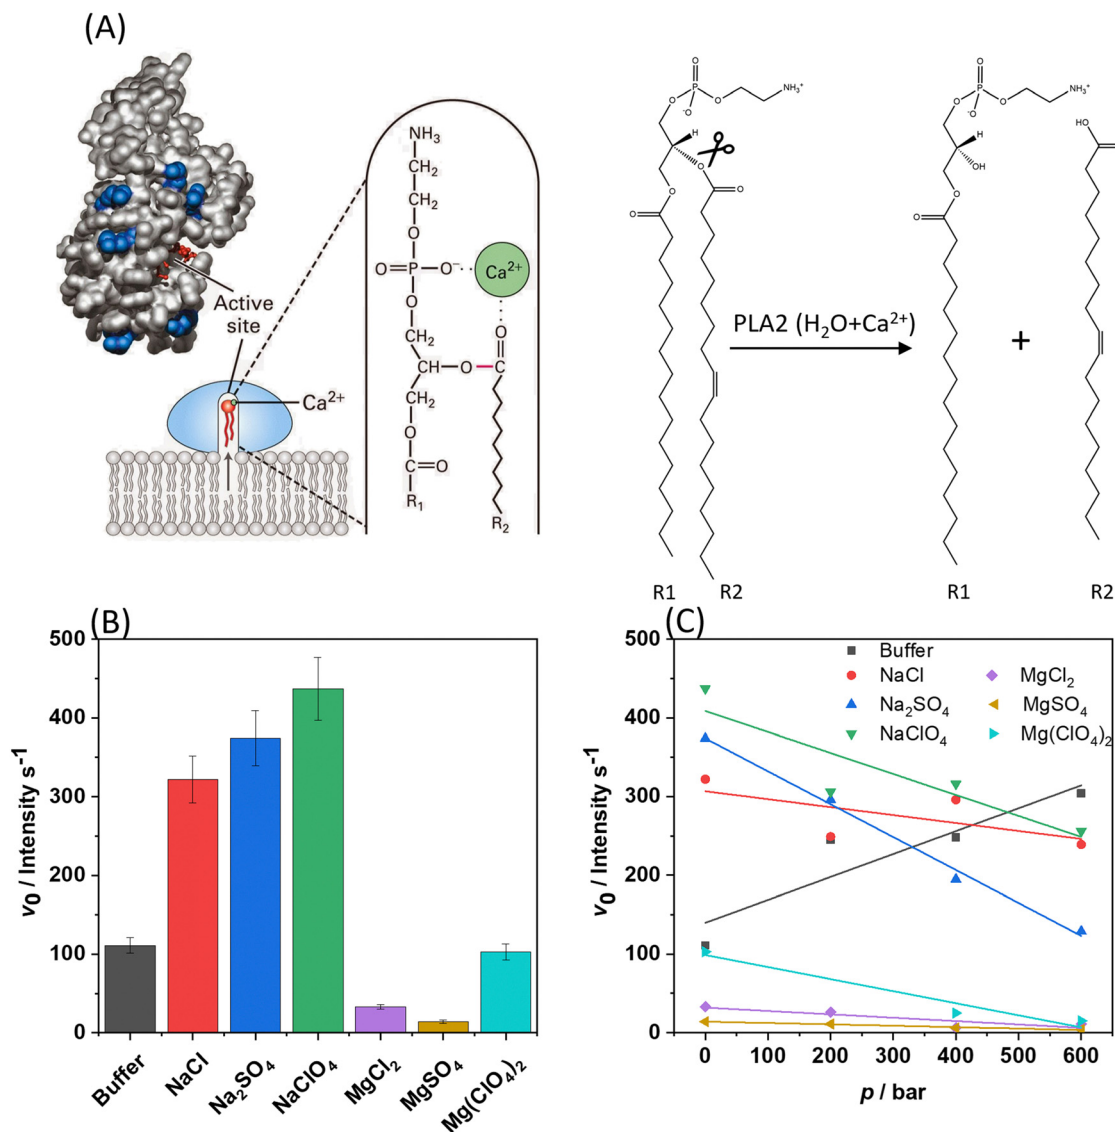 (A)
Active
site
Ca²⁺
NH₃
CH₂
CH₂
O
O=P—O⁻
Ca²⁺
O
CH₂
O
CH—O—C
CH₂
O
C=O
R₁
R₂
O
P
O
O
⁻O
NH₃⁺
H
O
O
O
O
R1
R2
PLA2 (H₂O+Ca²⁺)
O
P
O
O
⁻O
NH₃⁺
H
OH
O
O
R1
+
HO
R2
(B)
v₀ / Intensity s⁻¹
500
400
300
200
100
0
Buffer
NaCl
Na₂SO₄
NaClO₄
MgCl₂
MgSO₄
Mg(ClO₄)₂
(C)
v₀ / Intensity s⁻¹
500
400
300
200
100
0
Buffer
NaCl
Na₂SO₄
NaClO₄
MgCl₂
MgSO₄
Mg(ClO₄)₂
0 100 200 300 400 500 600
p / bar